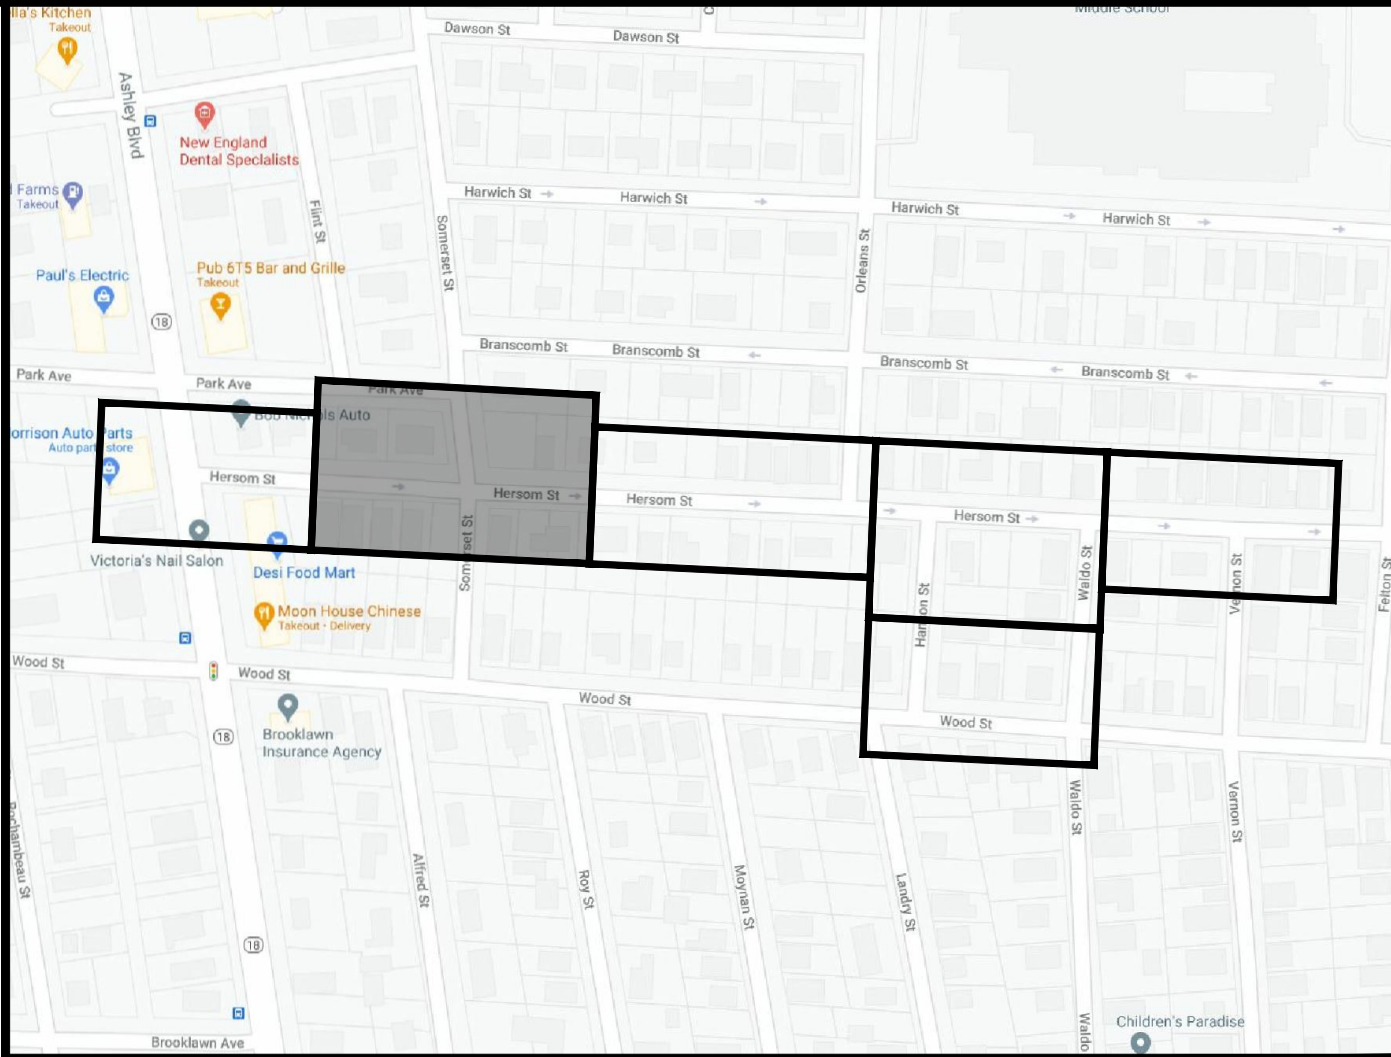 lla's Kitchen
Takeout
Dawson St
Dawson St
Middle School
Ashley Blvd
New England
Dental Specialists
l Farms
Takeout
Flint St
Somerset St
Harwich St
Harwich St
Harwich St
Harwich St
Orleans St
Paul's Electric
Pub 6T5 Bar and Grille
Takeout
18
Branscomb St
Branscomb St
Branscomb St
Branscomb St
Park Ave
Park Ave
Park Ave
Bob Nichols Auto
orrison Auto Parts
Auto parts store
Hersom St
Hersom St
Hersom St
Hersom St
Victoria's Nail Salon
Desi Food Mart
Somerset St
Waldo St
Vernon St
Felton St
Moon House Chinese
Takeout • Delivery
Wood St
Wood St
Wood St
Wood St
18
Brooklawn
Insurance Agency
Rochambeau St
Alfred St
Roy St
Moynan St
Landry St
Waldo St
Vernon St
18
Waldo
Children's Paradise
Brooklawn Ave